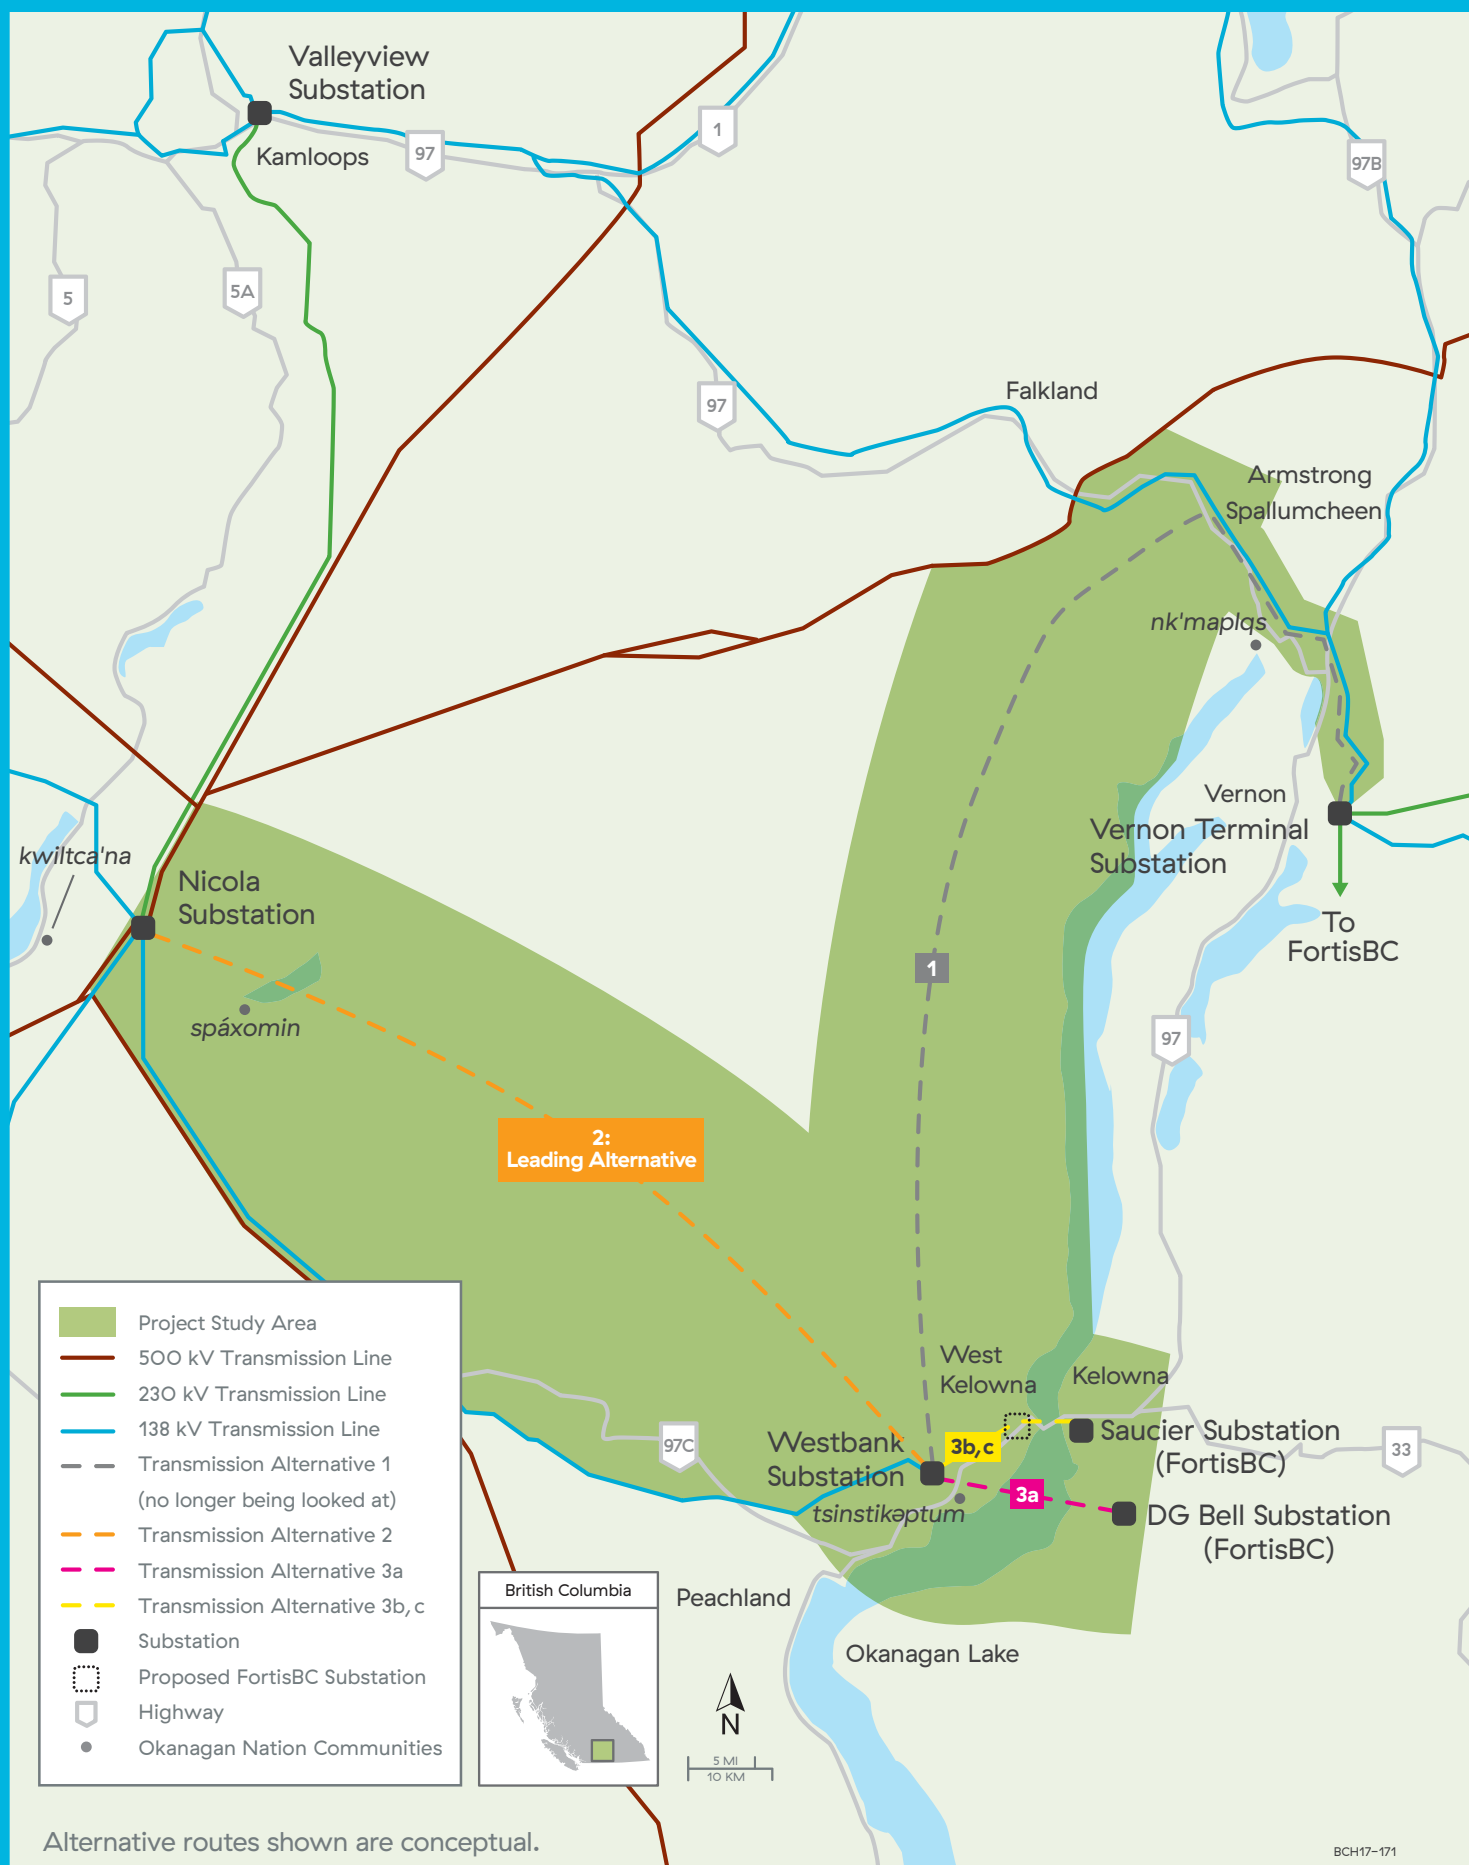 Valleyview
Substation
Kamloops
97
1
97B
5
5A
97
Falkland
Armstrong
Spallumcheen
nk'maplqs
Vernon
Vernon Terminal
Substation
To
FortisBC
kwiltca'na
Nicola
Substation
spáxomin
1
97
2:
Leading Alternative
West
Kelowna
Kelowna
3b,c
Saucier Substation
(FortisBC)
97C
Westbank
Substation
33
3a
tsinstikəptum
DG Bell Substation
(FortisBC)
Peachland
Okanagan Lake
Project Study Area
500 kV Transmission Line
230 kV Transmission Line
138 kV Transmission Line
Transmission Alternative 1
(no longer being looked at)
Transmission Alternative 2
Transmission Alternative 3a
Transmission Alternative 3b,c
Substation
Proposed FortisBC Substation
Highway
Okanagan Nation Communities
British Columbia
N
5 MI
10 KM
Alternative routes shown are conceptual.
BCH17-171